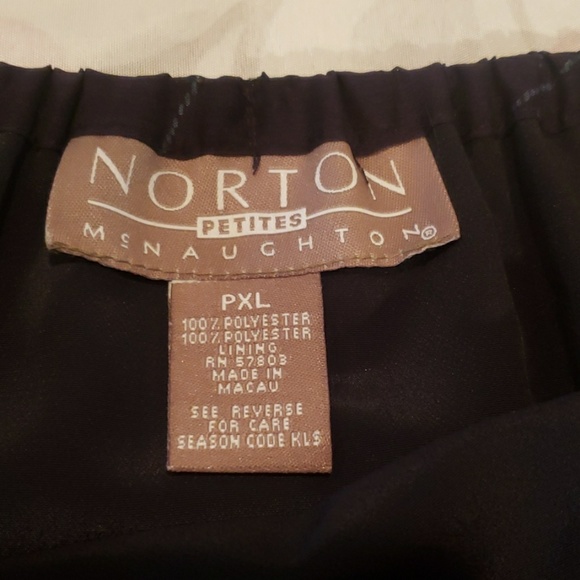 NORTON
PETITES
McNAUGHTON®
PXL
100% POLYESTER
100% POLYESTER
LINING
RN 57803
MADE IN
MACAU
SEE REVERSE
FOR CARE
SEASON CODE KLS